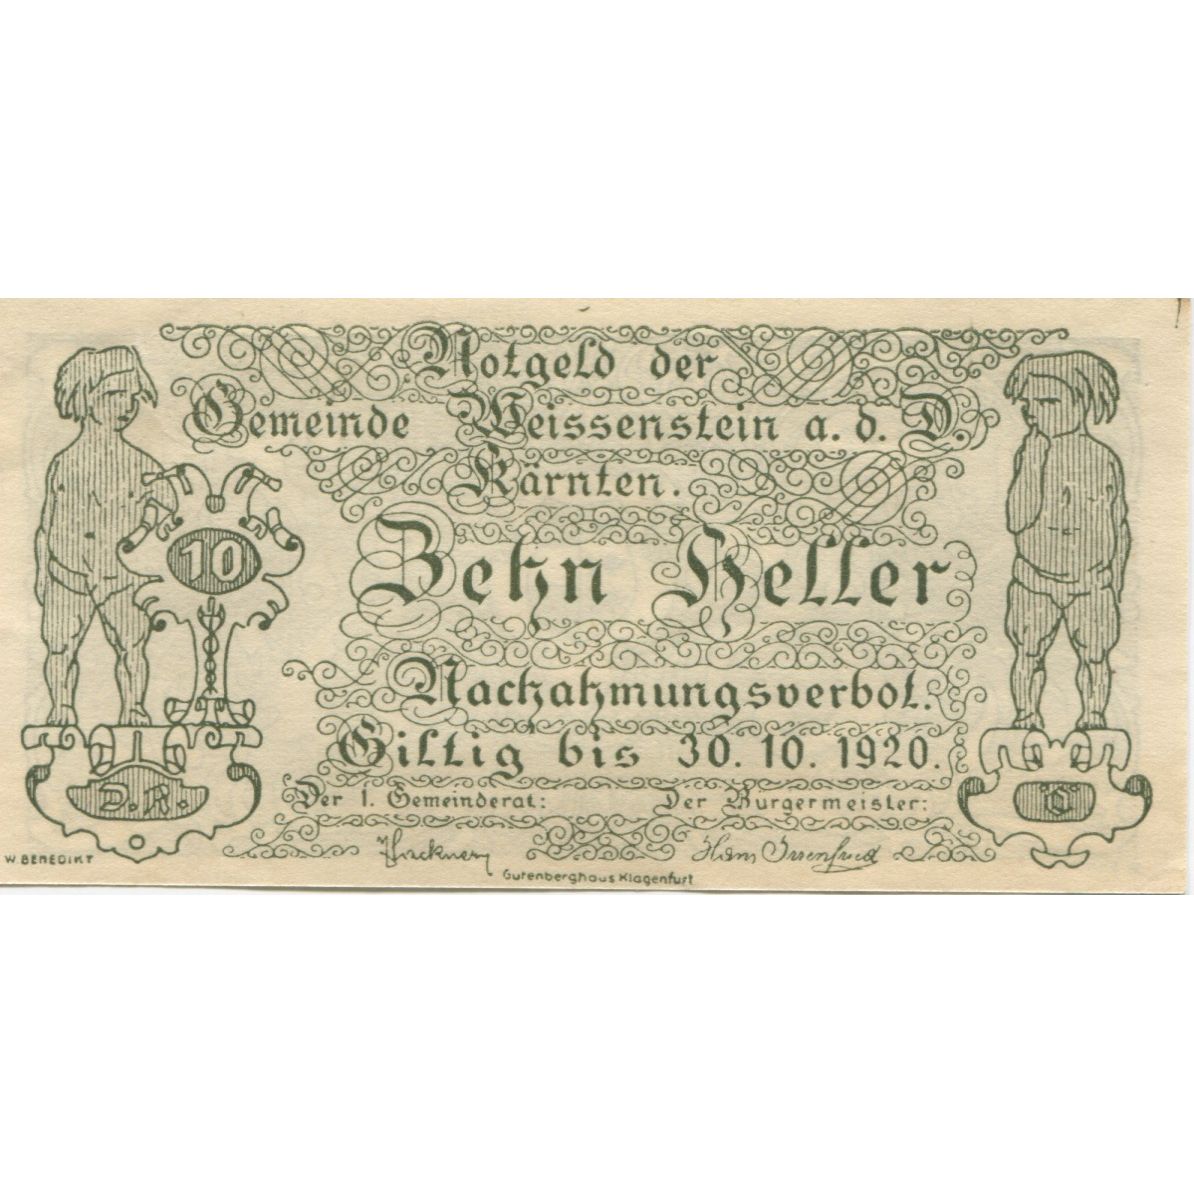 Notgeld der
Gemeinde Weissenstein a. d. D.
Kärnten.
10
Zehn Heller
Nachahmungsverbot.
Giltig bis 30. 10. 1920.
Der 1. Gemeinderat: Der Burgermeister:
D. R.
W. BENEDIKT
Gutenberghaus Klagenfurt